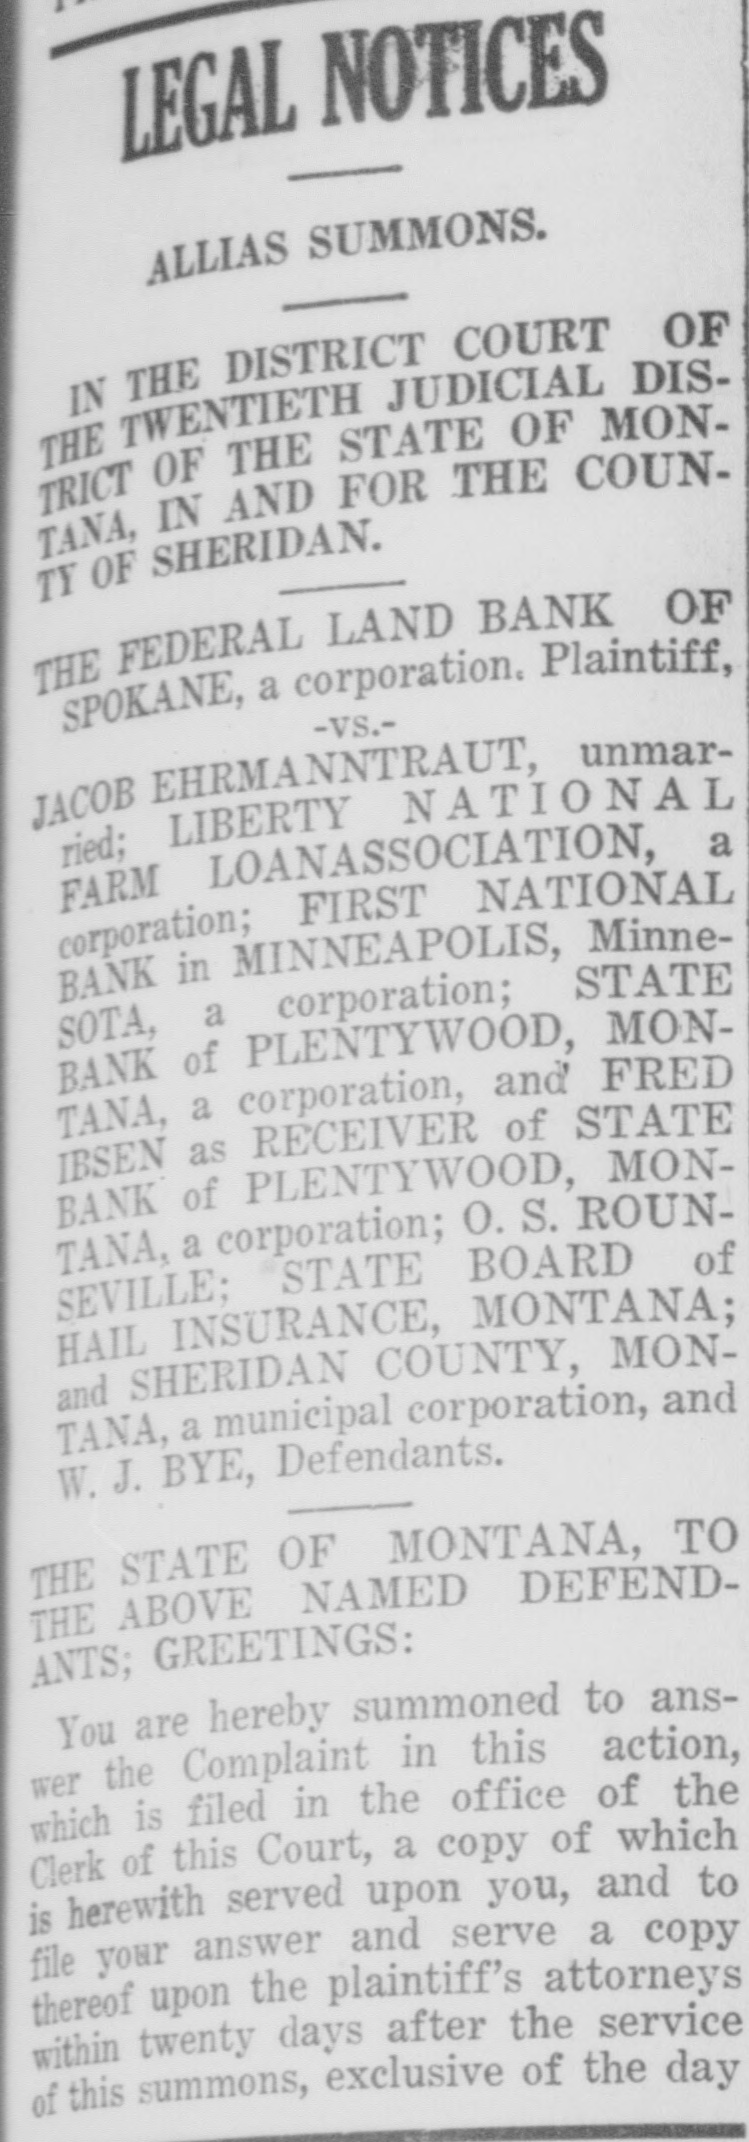 LEGAL NOTICES
ALLIAS SUMMONS.
IN THE DISTRICT COURT OF
THE TWENTIETH JUDICIAL DIS-
TRICT OF THE STATE OF MON-
TANA, IN AND FOR THE COUN-
TY OF SHERIDAN.
THE FEDERAL LAND BANK OF
SPOKANE, a corporation. Plaintiff,
-vs.-
JACOB EHRMANNTRAUT, unmar-
ried; LIBERTY NATIONAL
FARM LOANASSOCIATION, a
corporation; FIRST NATIONAL
BANK in MINNEAPOLIS, Minne-
SOTA, a corporation; STATE
BANK of PLENTYWOOD, MON-
TANA, a corporation, and FRED
IBSEN as RECEIVER of STATE
BANK of PLENTYWOOD, MON-
TANA, a corporation; O. S. ROUN-
SEVILLE; STATE BOARD of
HAIL INSURANCE, MONTANA;
and SHERIDAN COUNTY, MON-
TANA, a municipal corporation, and
W. J. BYE, Defendants.
THE STATE OF MONTANA, TO
THE ABOVE NAMED DEFEND-
ANTS; GREETINGS:
You are hereby summoned to ans-
wer the Complaint in this action,
which is filed in the office of the
Clerk of this Court, a copy of which
is herewith served upon you, and to
file your answer and serve a copy
thereof upon the plaintiff's attorneys
within twenty days after the service
of this summons, exclusive of the day